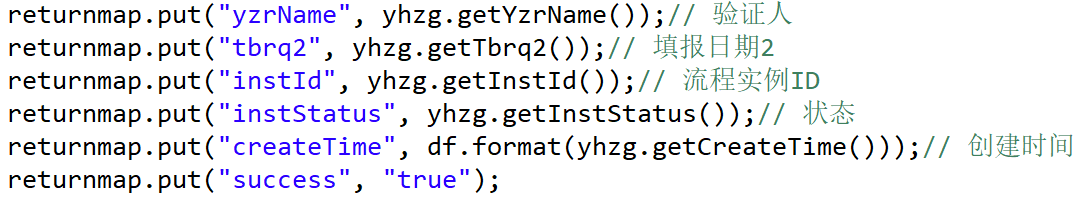 returnmap.put("yzrName", yhzg.getYzrName());// 验证人
returnmap.put("tbrq2", yhzg.getTbrq2());// 填报日期2
returnmap.put("instId", yhzg.getInstId());// 流程实例ID
returnmap.put("instStatus", yhzg.getInstStatus());// 状态
returnmap.put("createTime", df.format(yhzg.getCreateTime()));// 创建时间
returnmap.put("success", "true");